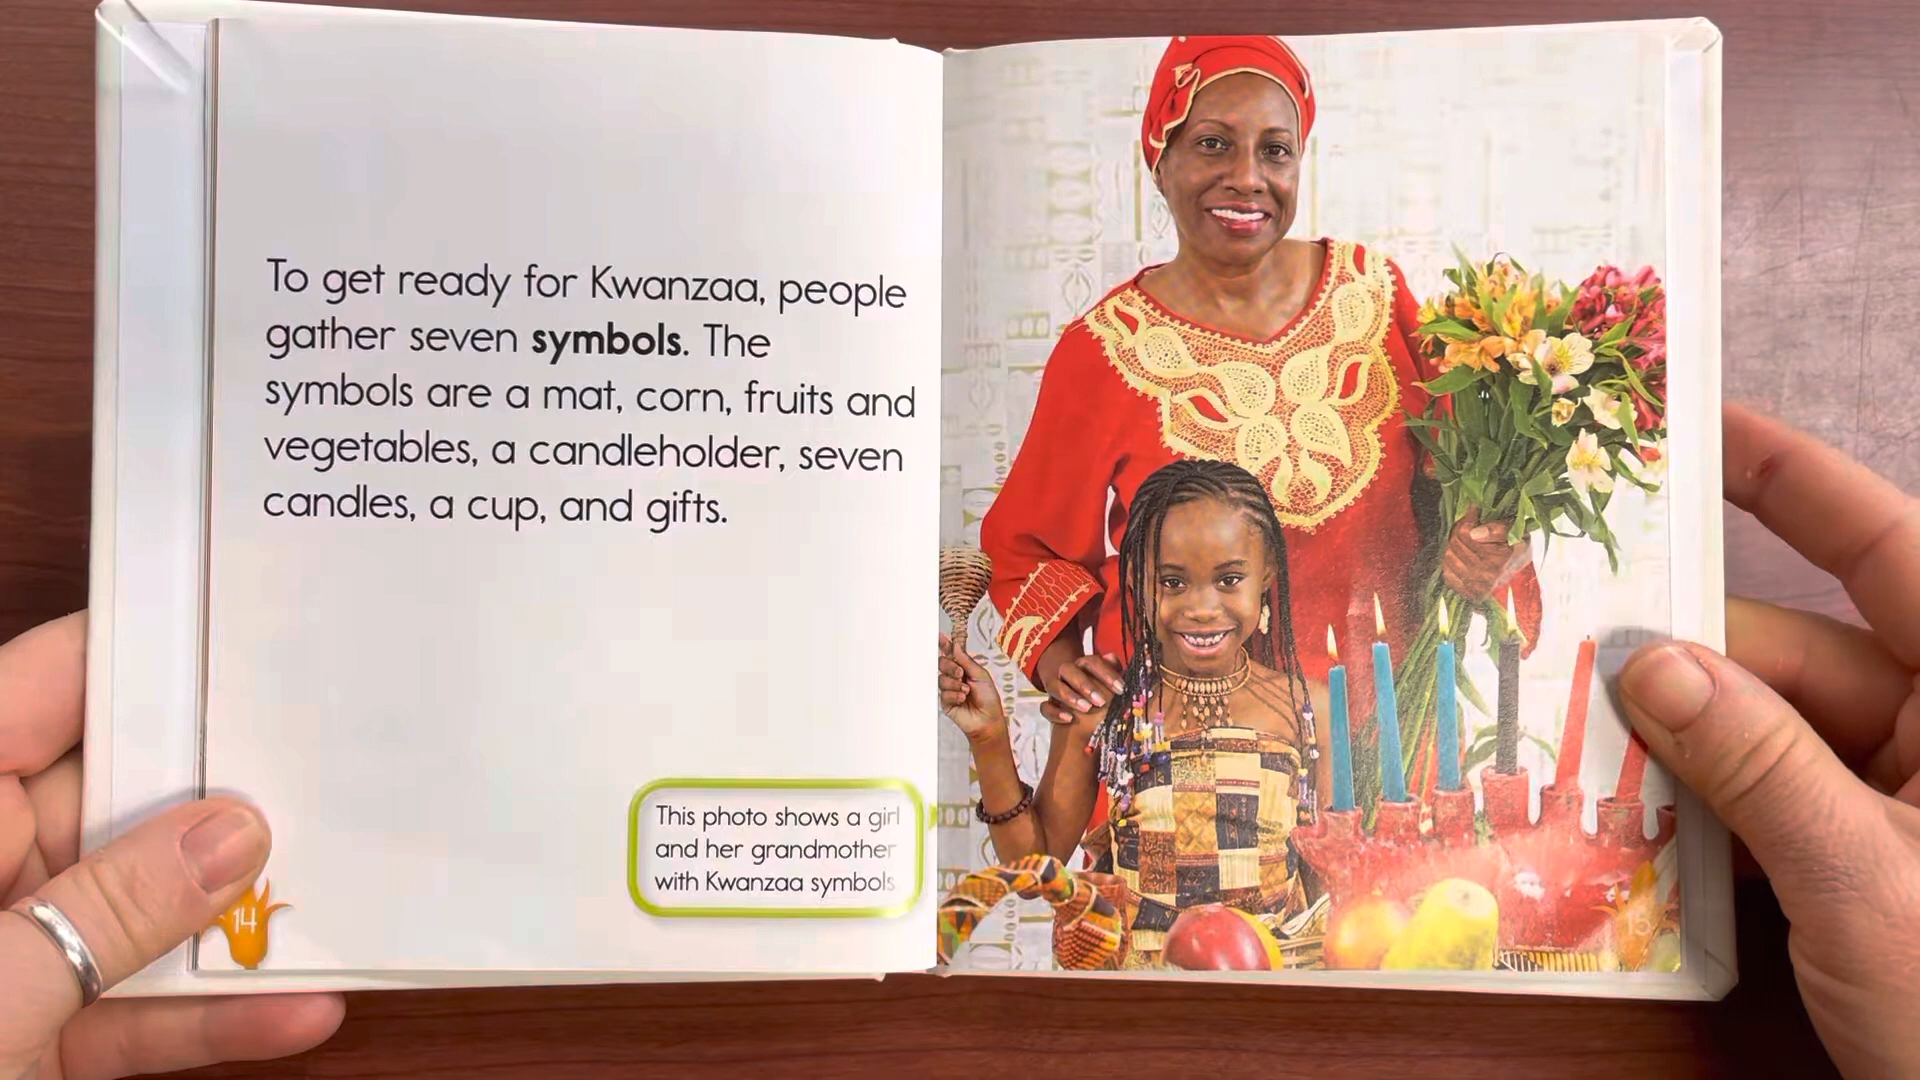 To get ready for Kwanzaa, people
gather seven symbols. The
symbols are a mat, corn, fruits and
vegetables, a candleholder, seven
candles, a cup, and gifts.
This photo shows a girl
and her grandmother
with Kwanzaa symbols.
14
15